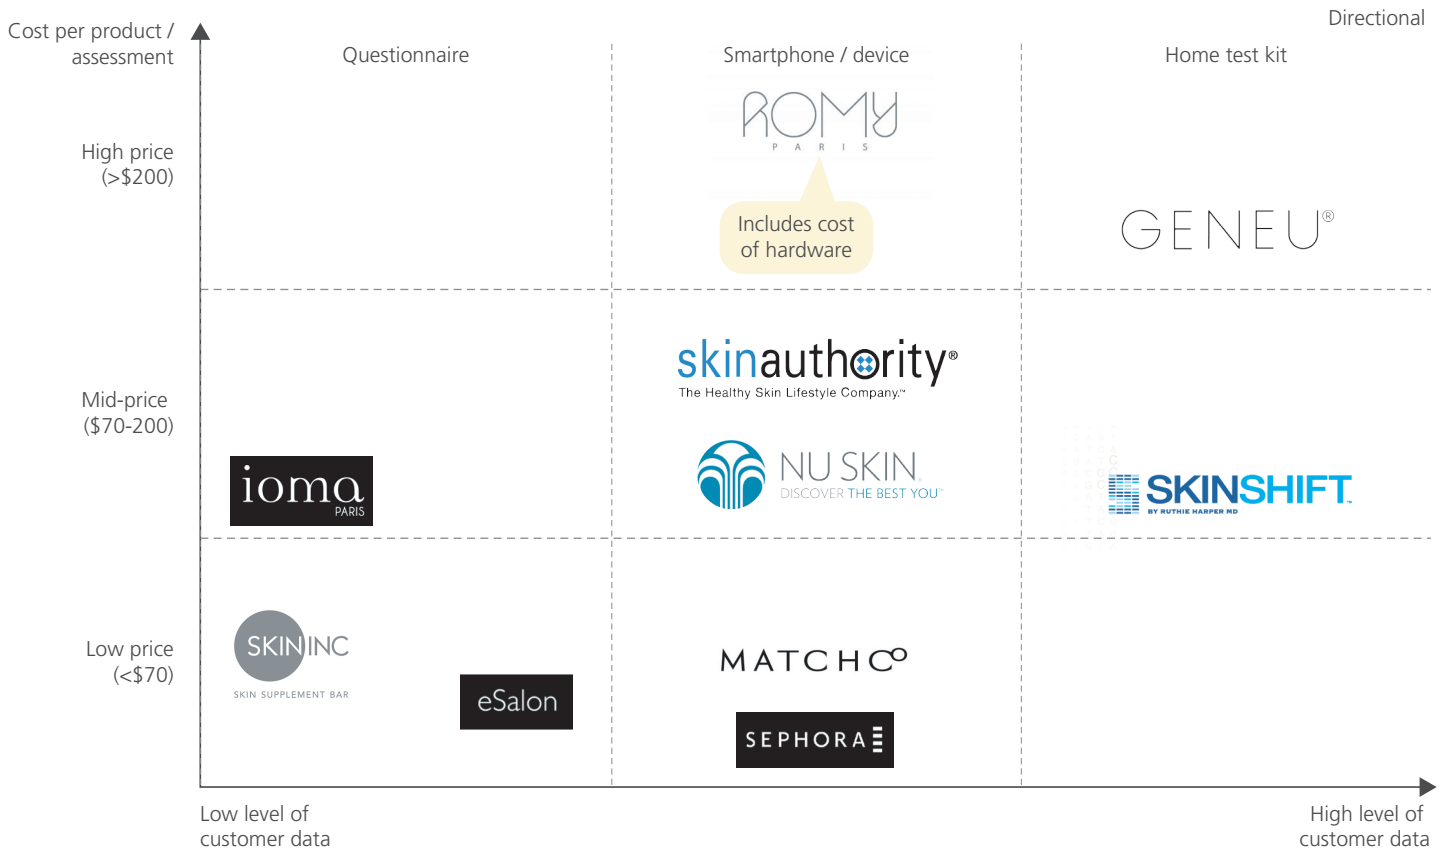 Directional
Cost per product /
assessment
Questionnaire
Smartphone / device
Home test kit
High price
(>$200)
ROMY
PARIS
Includes cost
of hardware
GENEU®
Mid-price
($70-200)
skinauthority®
The Healthy Skin Lifestyle Company.™
ioma
PARIS
NU SKIN®
DISCOVER THE BEST YOU™
SKINSHIFT™
BY RUTHIE HARPER MD
Low price
(<$70)
SKIN INC
SKIN SUPPLEMENT BAR
eSalon
MATCHCO
SEPHORA
Low level of
customer data
High level of
customer data